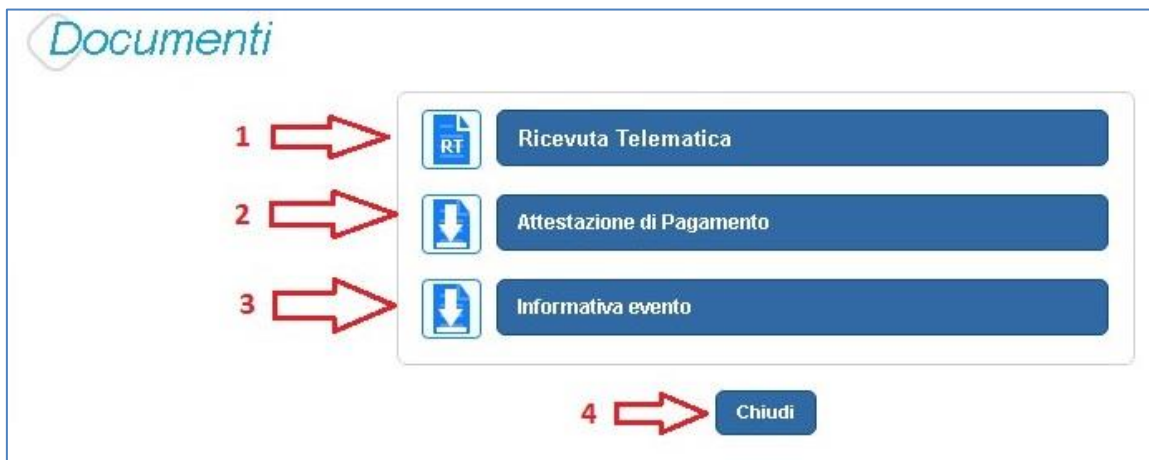 Documenti
1 RT Ricevuta Telematica
2 Attestazione di Pagamento
3 Informativa evento
4 Chiudi